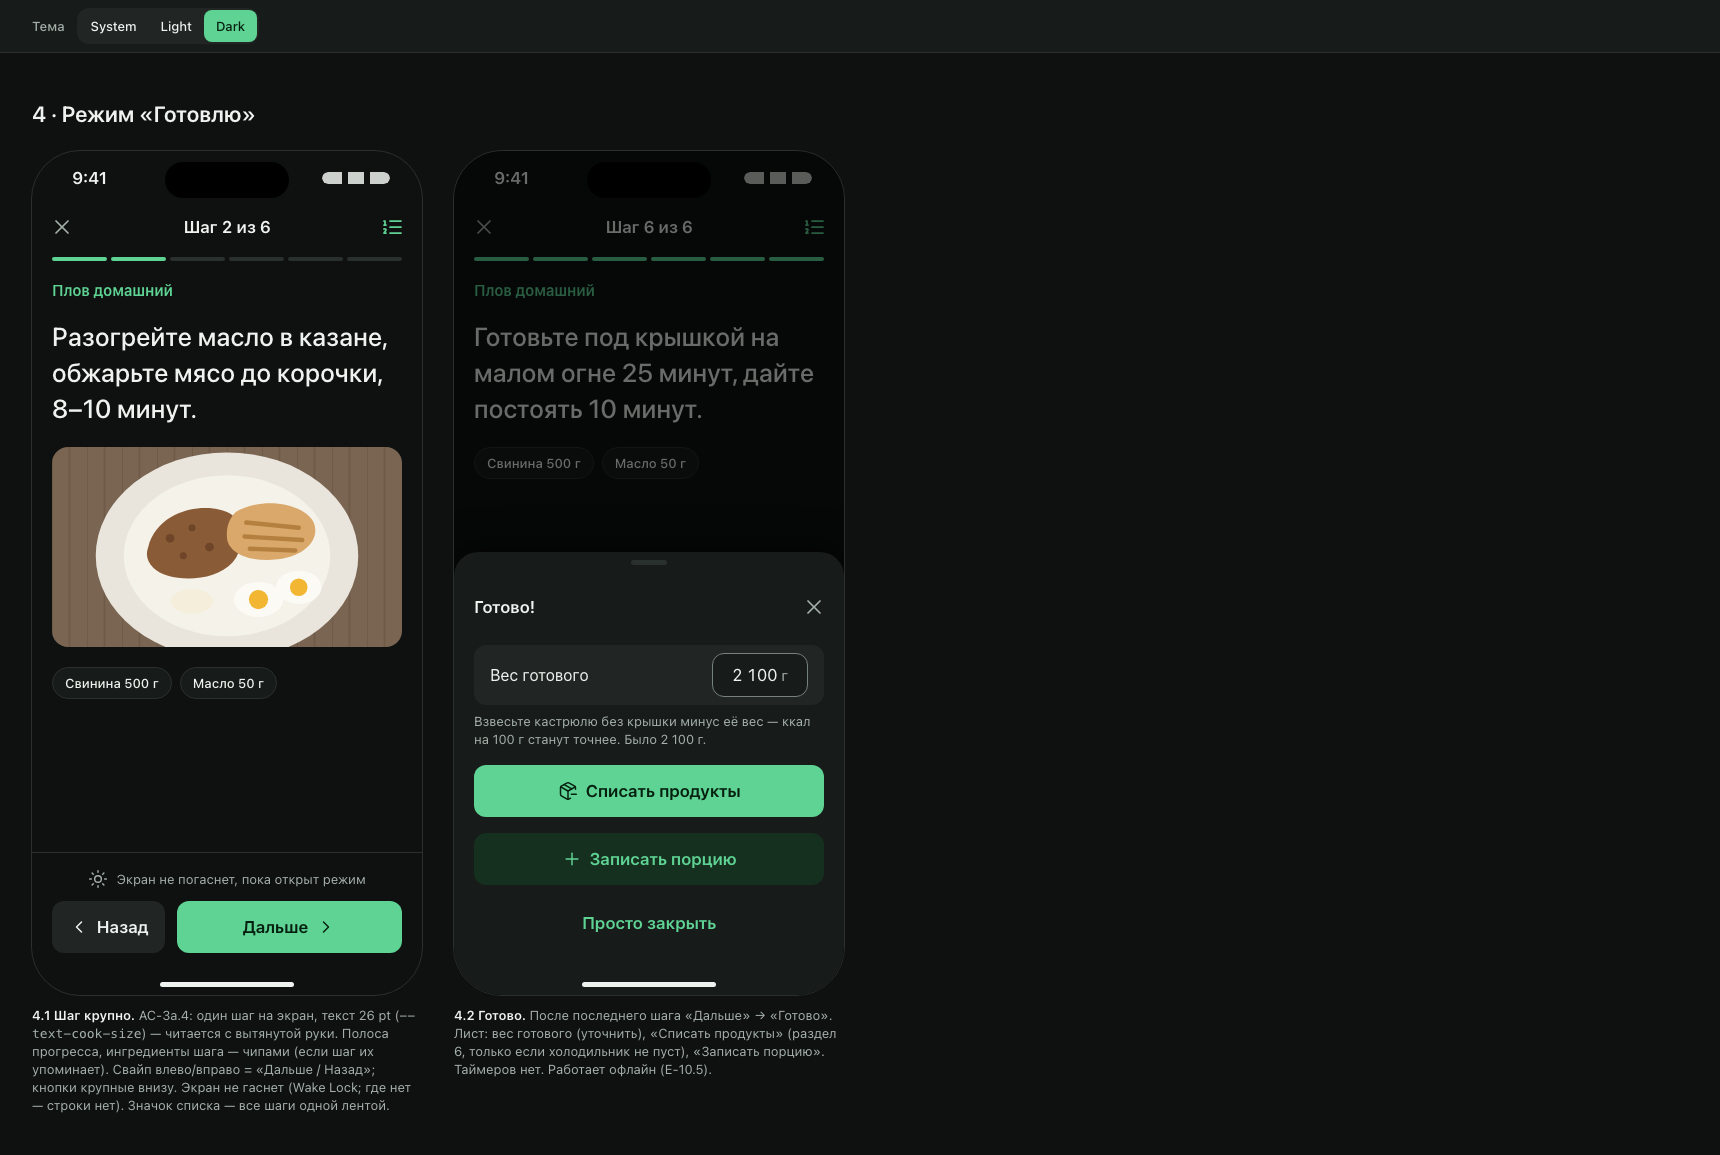 Тема
System
Light
Dark
4 · Режим «Готовлю»
9:41
Шаг 2 из 6
Плов домашний
Разогрейте масло в казане,
обжарьте мясо до корочки,
8–10 минут.
Свинина 500 г
Масло 50 г
Экран не погаснет, пока открыт режим
Назад
Дальше
4.1 Шаг крупно. AC-3a.4: один шаг на экран, текст 26 pt (--
text-cook-size) — читается с вытянутой руки. Полоса
прогресса, ингредиенты шага — чипами (если шаг их
упоминает). Свайп влево/вправо = «Дальше / Назад»;
кнопки крупные внизу. Экран не гаснет (Wake Lock; где нет
— строки нет). Значок списка — все шаги одной лентой.
9:41
Шаг 6 из 6
Плов домашний
Готовьте под крышкой на
малом огне 25 минут, дайте
постоять 10 минут.
Свинина 500 г
Масло 50 г
Готово!
Вес готового
2 100 г
Взвесьте кастрюлю без крышки минус её вес — ккал
на 100 г станут точнее. Было 2 100 г.
Списать продукты
Записать порцию
Просто закрыть
4.2 Готово. После последнего шага «Дальше» → «Готово».
Лист: вес готового (уточнить), «Списать продукты» (раздел
6, только если холодильник не пуст), «Записать порцию».
Таймеров нет. Работает офлайн (E-10.5).